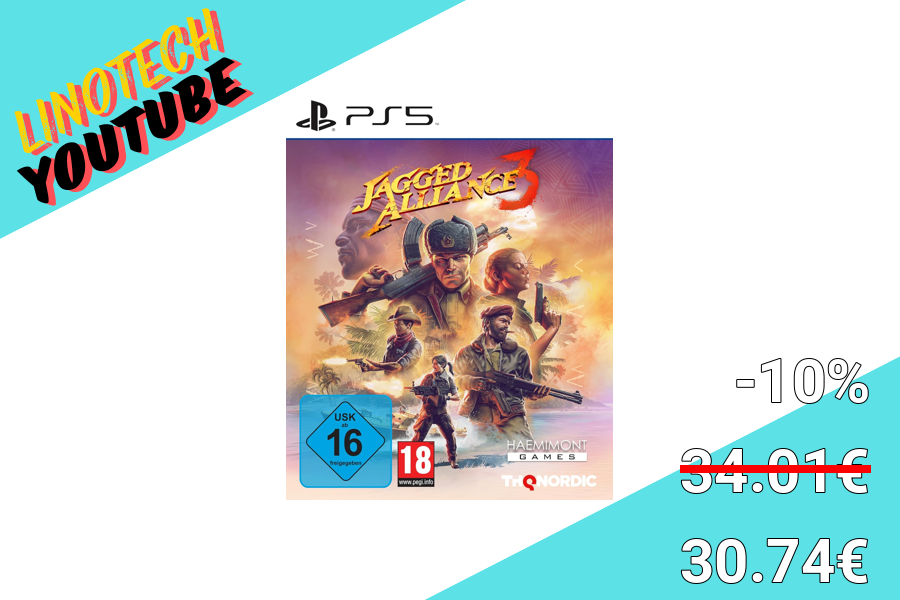 LINOTECH
YOUTUBE
PS5
JAGGED
ALLIANCE 3
USK
ab
16
freigegeben
18
www.pegi.info
HAEMIMONT
GAMES
THQ NORDIC
-10%
34.01€
30.74€